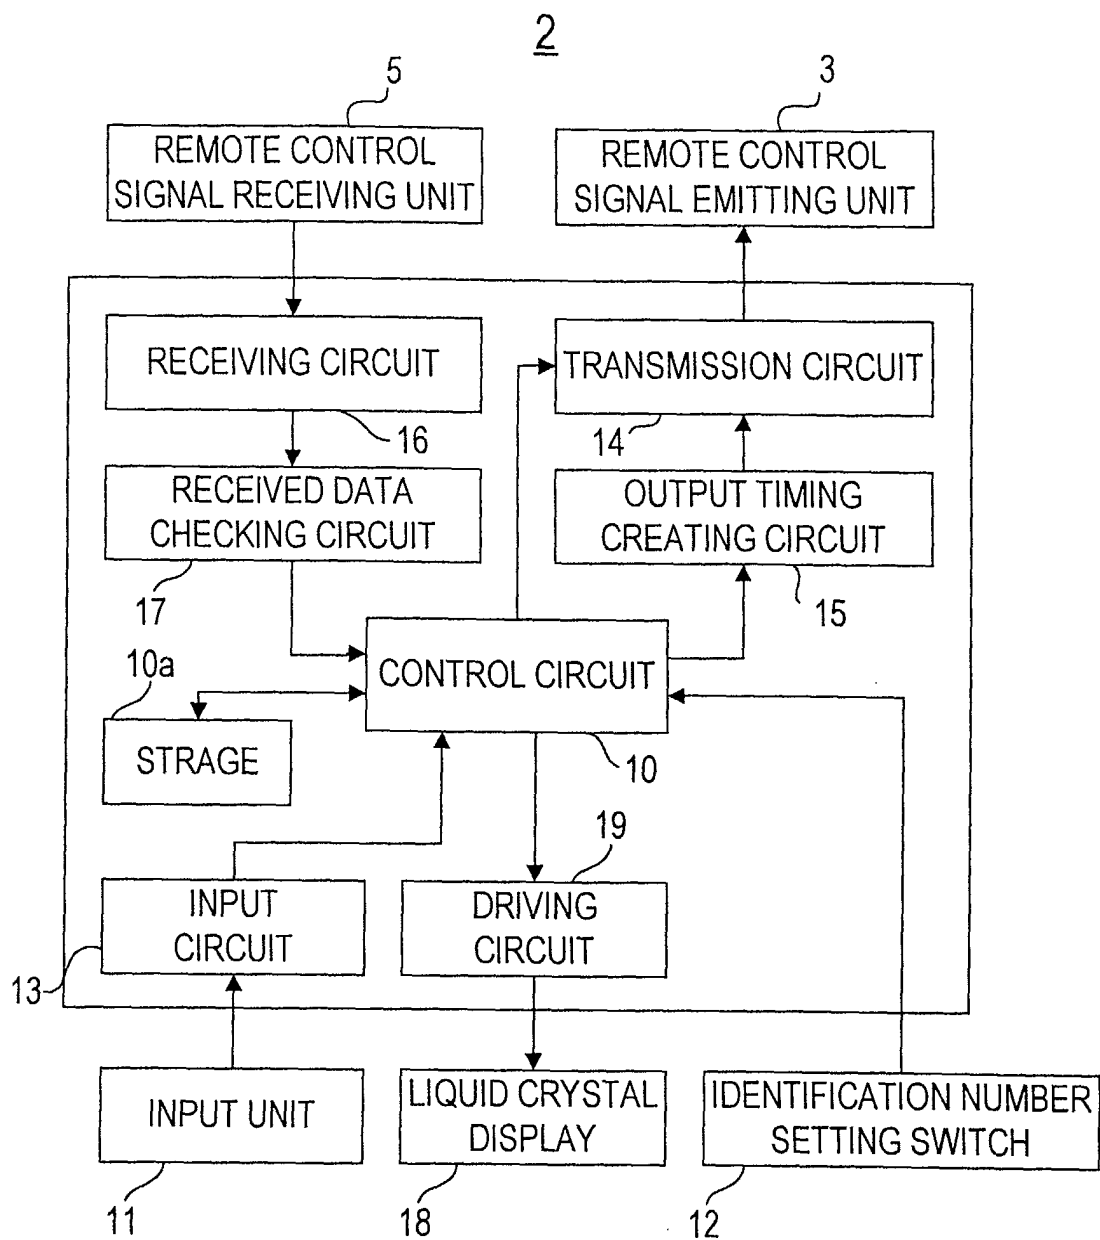 2
5
3
REMOTE CONTROL
SIGNAL RECEIVING UNIT
REMOTE CONTROL
SIGNAL EMITTING UNIT
RECEIVING CIRCUIT
16
TRANSMISSION CIRCUIT
14
RECEIVED DATA
CHECKING CIRCUIT
17
OUTPUT TIMING
CREATING CIRCUIT
15
10a
CONTROL CIRCUIT
10
STRAGE
19
INPUT
CIRCUIT
13
DRIVING
CIRCUIT
INPUT UNIT
11
LIQUID CRYSTAL
DISPLAY
18
IDENTIFICATION NUMBER
SETTING SWITCH
12